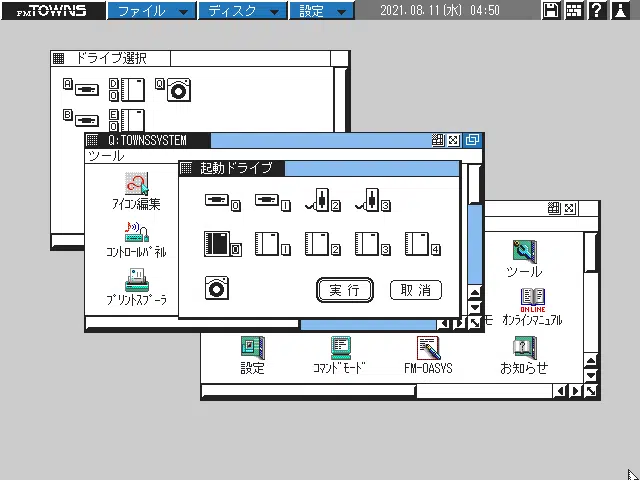 FM TOWNS ファイル ディスク 設定 2021.08.11(水) 04:50 ?
ドライブ選択
A D 0 Q
B E 0
Q:TOWNSSYSTEM
ツール
起動ドライブ
0 1 2 3
0 1 2 3 4
実行 取消
アイコン編集
コントロールパネル
プリントスプーラ
ツール
モ オンラインマニュアル
ON LINE
設定 コマンドモード FM-OASYS お知らせ